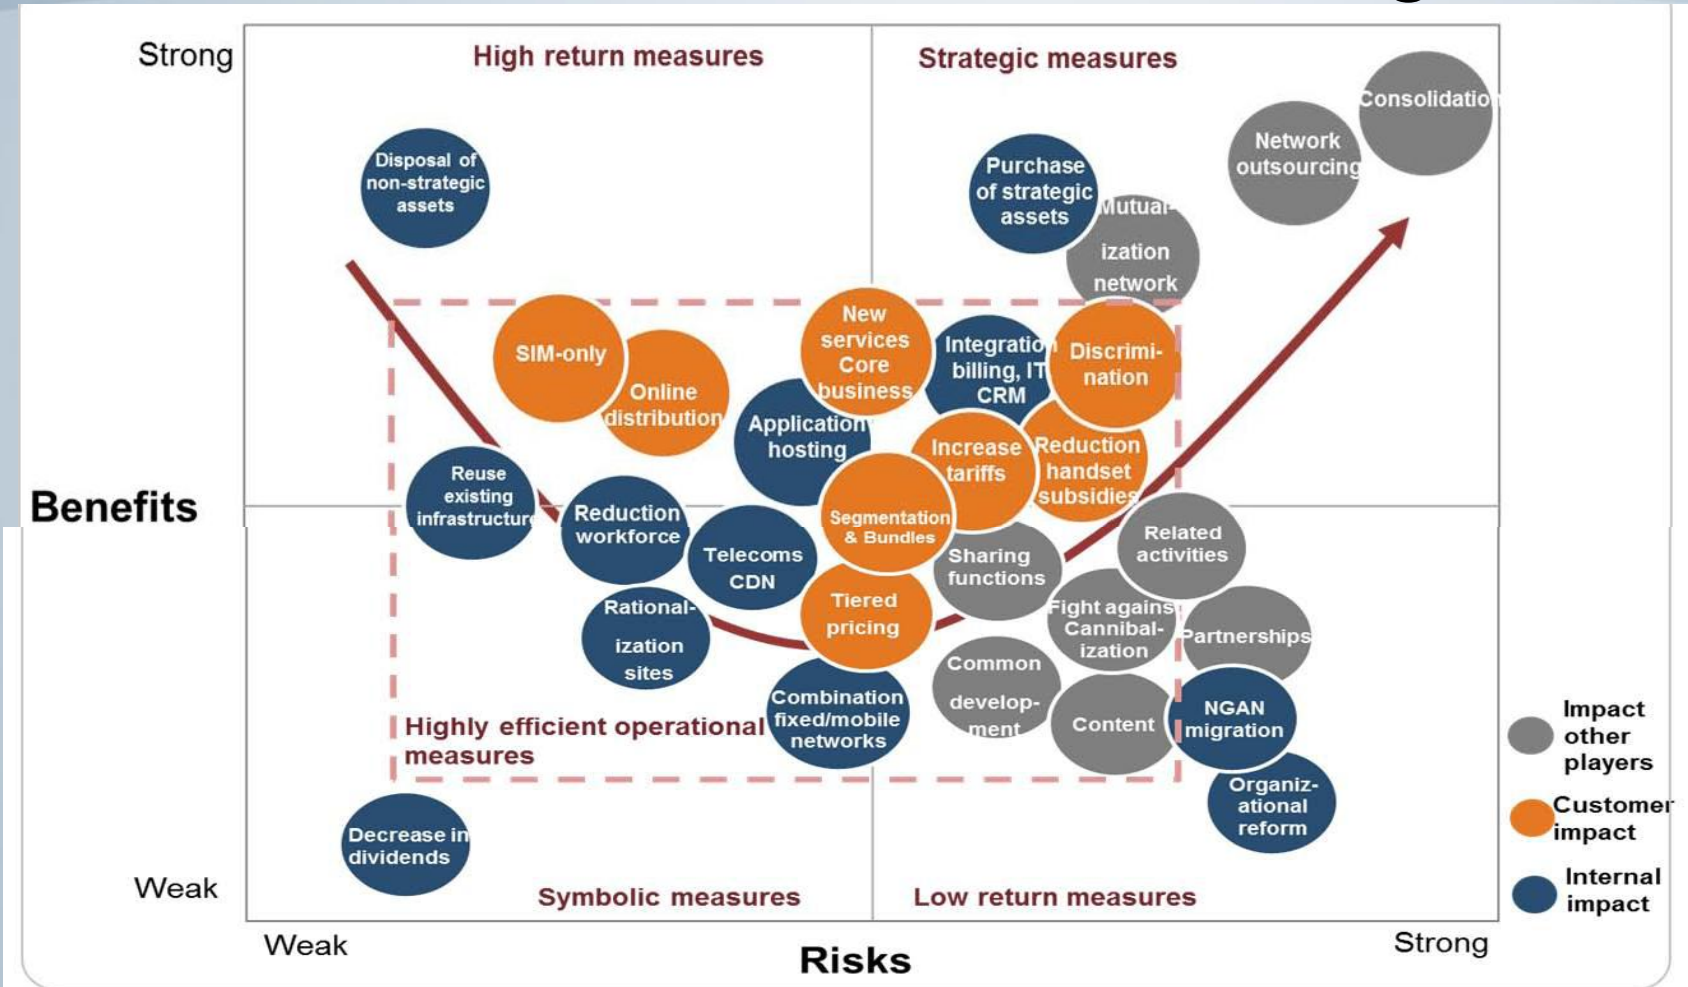 Strong
High return measures
Strategic measures
Consolidation
Network
outsourcing
Disposal of
non-strategic
assets
Purchase
of strategic
assets
Mutual-
ization
network
New
services
Core
business
SIM-only
Online
distribution
Integration
billing, IT
CRM
Discrimi-
nation
Application
hosting
Increase
tariffs
Reduction
handset
subsidies
Reuse
existing
infrastructure
Benefits
Reduction
workforce
Segmentation
& Bundles
Telecoms
CDN
Sharing
functions
Related
activities
Rational-
ization
sites
Tiered
pricing
Fight agains
Cannibal-
ization
Partnerships
Common
develop-
ment
Combination
fixed/mobile
networks
Content
NGAN
migration
Highly efficient operational
measures
Organiz-
ational
reform
Decrease in
dividends
Weak
Symbolic measures
Low return measures
Weak
Risks
Strong
Impact
other
players
Customer
impact
Internal
impact